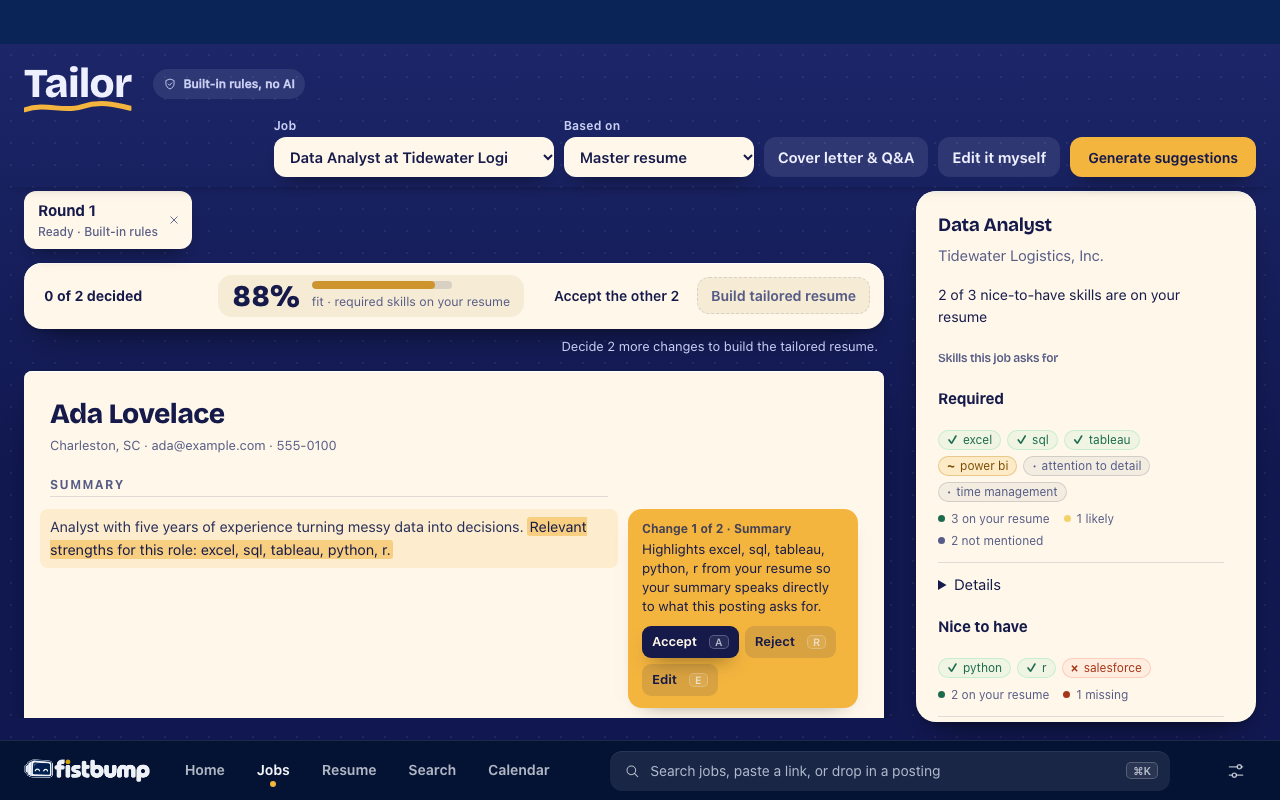 Tailor
Built-in rules, no AI
Job
Based on
Data Analyst at Tidewater Logi
Master resume
Cover letter & Q&A
Edit it myself
Generate suggestions
Round 1
Ready · Built-in rules
0 of 2 decided
88%
fit · required skills on your resume
Accept the other 2
Build tailored resume
Decide 2 more changes to build the tailored resume.
Ada Lovelace
Charleston, SC · ada@example.com · 555-0100
SUMMARY
Analyst with five years of experience turning messy data into decisions. Relevant
strengths for this role: excel, sql, tableau, python, r.
Change 1 of 2 · Summary
Highlights excel, sql, tableau,
python, r from your resume so
your summary speaks directly
to what this posting asks for.
Accept A
Reject R
Edit E
Data Analyst
Tidewater Logistics, Inc.
2 of 3 nice-to-have skills are on your
resume
Skills this job asks for
Required
✓ excel
✓ sql
✓ tableau
~ power bi
· attention to detail
· time management
3 on your resume
1 likely
2 not mentioned
Details
Nice to have
✓ python
✓ r
× salesforce
2 on your resume
1 missing
fistbump
Home
Jobs
Resume
Search
Calendar
Search jobs, paste a link, or drop in a posting
⌘K